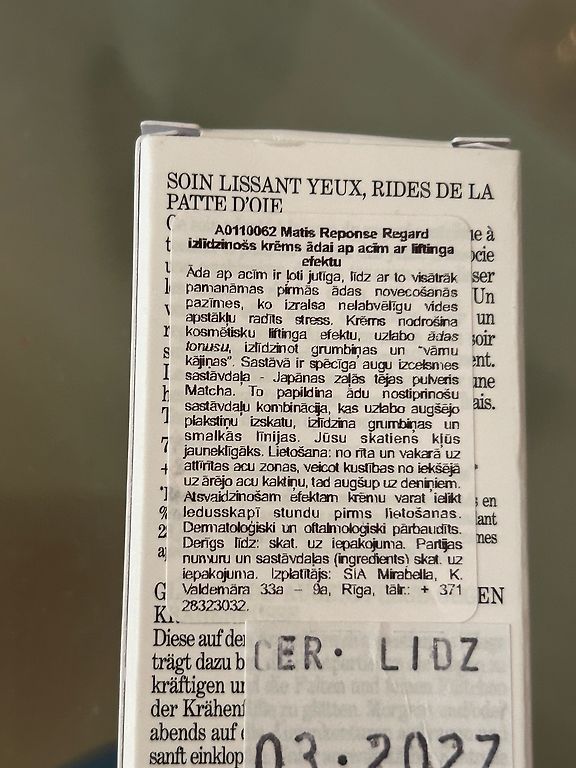 SOIN LISSANT YEUX, RIDES DE LA
PATTE D'OIE
A0110062 Matis Reponse Regard
izlīdzinošs krēms ādai ap acīm ar liftinga
efektu
Āda ap acīm ir ļoti jutīga, līdz ar to visātrāk
pamanāmas pirmās ādas novecošanās
pazīmes, ko izraisa nelabvēlīgu vides
apstākļu radīts stress. Krēms nodrošina
kosmētisku liftinga efektu, uzlabo ādas
tonusu, izlīdzinot grumbiņas un "vārnu
kājiņas". Sastāvā ir spēcīga augu izcelsmes
sastāvdaļa - Japānas zaļās tējas pulveris
Matcha. To papildina ādu nostiprinošu
sastāvdaļu kombinācija, kas uzlabo augšējo
plakstiņu izskatu, izlīdzina grumbiņas un
smalkās līnijas. Jūsu skatiens kļūs
jauneklīgāks. Lietošana: no rīta un vakarā uz
attīrītas acu zonas, veicot kustības no iekšējā
uz ārējo acu kaktiņu, tad augšup uz deniņiem.
Atsvaidzinošam efektam krēmu varat ielikt
ledusskapī stundu pirms lietošanas.
Dermatoloģiski un oftalmoloģiski pārbaudīts.
Derīgs līdz: skat. uz iepakojuma. Partijas
numuru un sastāvdaļas (ingredients) skat. uz
iepakojuma. Izplatītājs: SIA Mirabella, K.
Valdemāra 33a – 9a, Rīga, tālr.: + 371
28323032.
Diese auf der
trägt dazu b
kräftigen un
der Krähenf
abends auf
sanft einklop
DER. LIDZ
03.2027